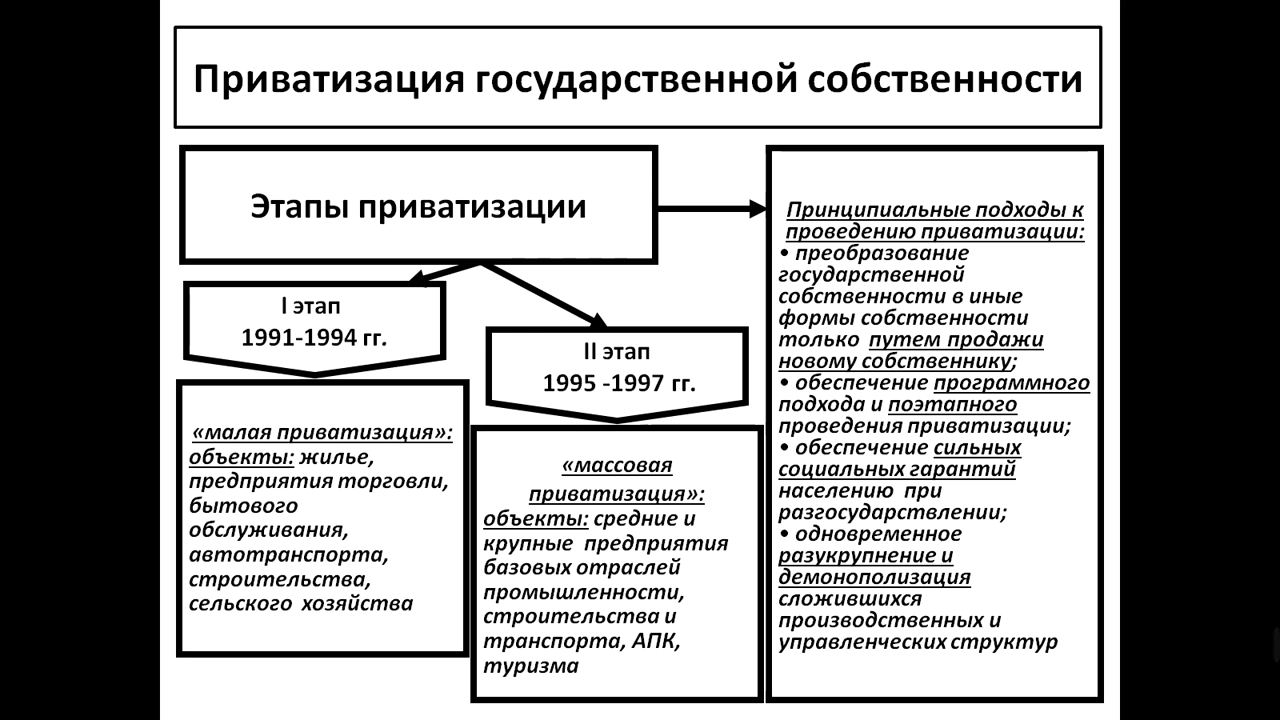 Приватизация государственной собственности
Этапы приватизации
I этап
1991-1994 гг.
«малая приватизация»:
объекты: жилье,
предприятия торговли,
бытового
обслуживания,
автотранспорта,
строительства,
сельского хозяйства
II этап
1995 -1997 гг.
«массовая
приватизация»:
объекты: средние и
крупные предприятия
базовых отраслей
промышленности,
строительства и
транспорта, АПК,
туризма
Принципиальные подходы к
проведению приватизации:
• преобразование
государственной
собственности в иные
формы собственности
только путем продажи
новому собственнику;
• обеспечение программного
подхода и поэтапного
проведения приватизации;
• обеспечение сильных
социальных гарантий
населению при
разгосударствлении;
• одновременное
разукрупнение и
демонополизация
сложившихся
производственных и
управленческих структур